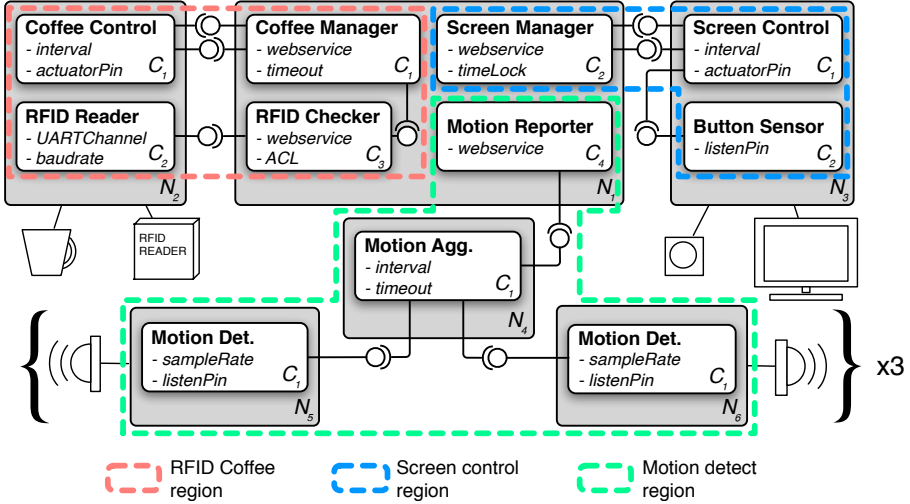 Coffee Control
- interval
- actuatorPin
C1
Coffee Manager
- webservice
- timeout
C1
Screen Manager
- webservice
- timeLock
C2
Screen Control
- interval
- actuatorPin
C1
RFID Reader
- UARTChannel
- baudrate
C2
RFID Checker
- webservice
- ACL
C3
Motion Reporter
- webservice
C4
Button Sensor
- listenPin
C2
N2
N1
N3
RFID
READER
Motion Agg.
- interval
- timeout
C1
N4
Motion Det.
- sampleRate
- listenPin
C1
N5
Motion Det.
- sampleRate
- listenPin
C1
N6
x3
RFID Coffee
region
Screen control
region
Motion detect
region